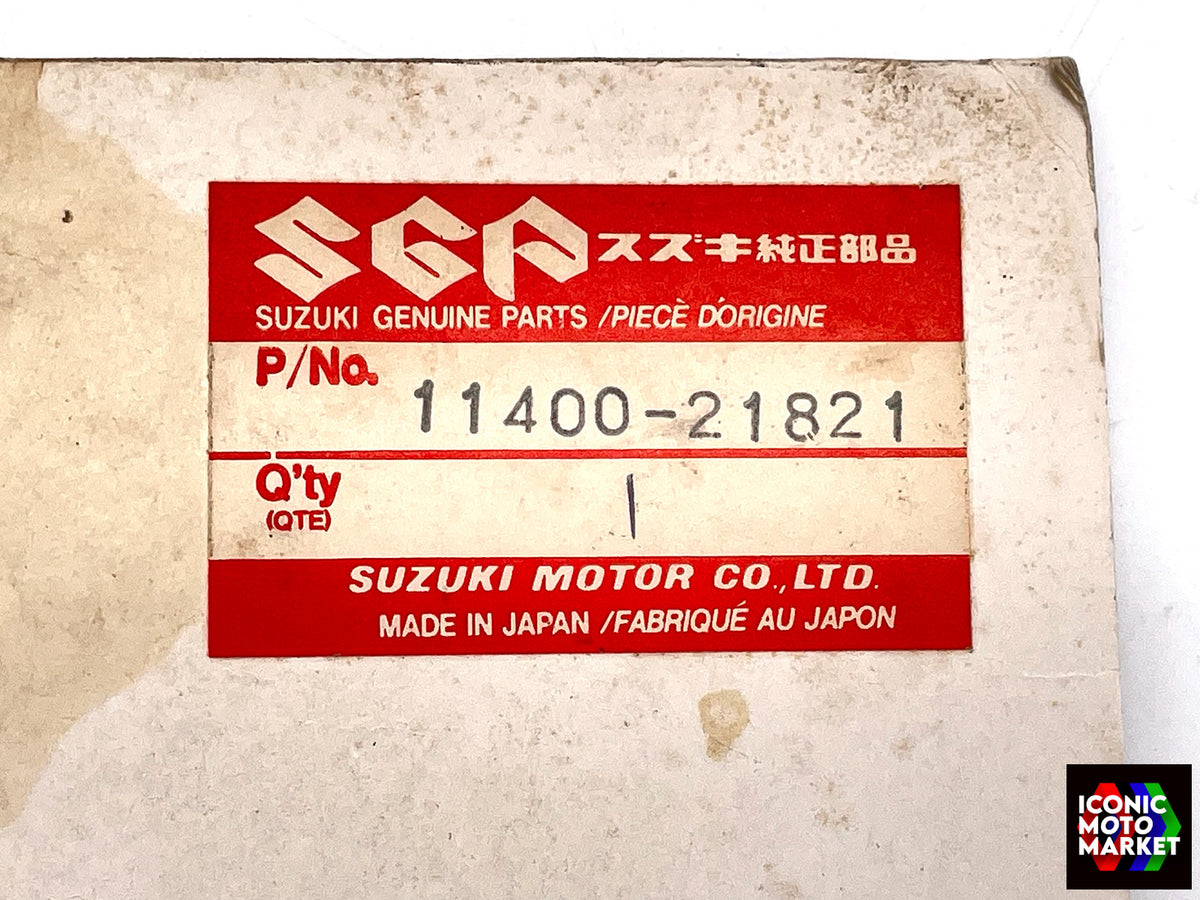 SGP スズキ純正部品
SUZUKI GENUINE PARTS /PIECÈ D'ÓRIGINE
P/No. 11400-21821
Q'ty 1
(QTE)
SUZUKI MOTOR CO.,LTD.
MADE IN JAPAN /FABRIQUÉ AU JAPON
ICONIC
MOTO
MARKET